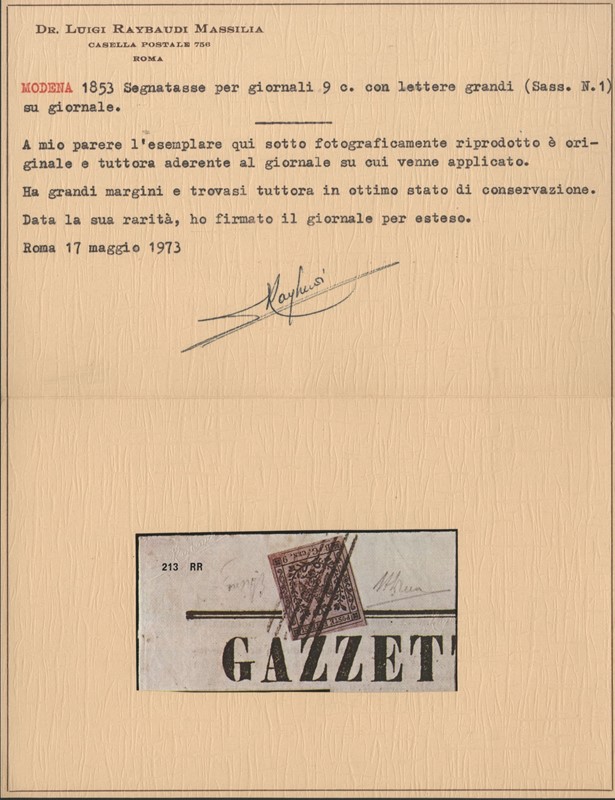 DR. LUIGI RAYBAUDI MASSILIA
CASELLA POSTALE 756
ROMA
MODENA 1853 Segnatasse per giornali 9 c. con lettere grandi (Sass. N.1)
su giornale.
A mio parere l'esemplare qui sotto fotograficamente riprodotto è ori-
ginale e tuttora aderente al giornale su cui venne applicato.
Ha grandi margini e trovasi tuttora in ottimo stato di conservazione.
Data la sua rarità, ho firmato il giornale per esteso.
Roma 17 maggio 1973
213 RR
B.G. CEN. 9
GAZZET